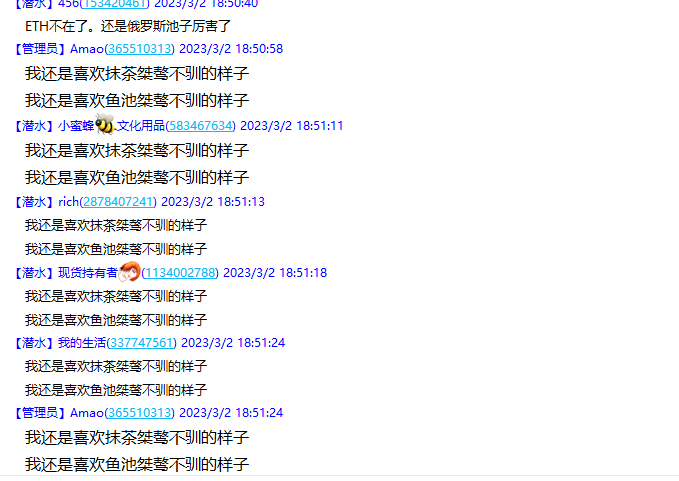 【潜水】456(153420461) 2023/3/2 18:50:40
ETH不在了。还是俄罗斯池子厉害了
【管理员】Amao(365510313) 2023/3/2 18:50:58
我还是喜欢抹茶桀骜不驯的样子
我还是喜欢鱼池桀骜不驯的样子
【潜水】小蜜蜂🐝.文化用品(583467634) 2023/3/2 18:51:11
我还是喜欢抹茶桀骜不驯的样子
我还是喜欢鱼池桀骜不驯的样子
【潜水】rich(2878407241) 2023/3/2 18:51:13
我还是喜欢抹茶桀骜不驯的样子
我还是喜欢鱼池桀骜不驯的样子
【潜水】现货持有者(1134002788) 2023/3/2 18:51:18
我还是喜欢抹茶桀骜不驯的样子
我还是喜欢鱼池桀骜不驯的样子
【潜水】我的生活(337747561) 2023/3/2 18:51:24
我还是喜欢抹茶桀骜不驯的样子
我还是喜欢鱼池桀骜不驯的样子
【管理员】Amao(365510313) 2023/3/2 18:51:24
我还是喜欢抹茶桀骜不驯的样子
我还是喜欢鱼池桀骜不驯的样子